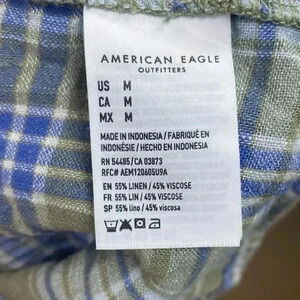 AMERICAN EAGLE
OUTFITTERS
US M
CA M
MX M
MADE IN INDONESIA / FABRIQUÉ EN
INDONÉSIE / HECHO EN INDONESIA
RN 54485 / CA 03873
RFC# AEM12060SU9A
EN 55% LINEN / 45% VISCOSE
FR 55% LIN / 45% VISCOSE
SP 55% lino / 45% viscosa